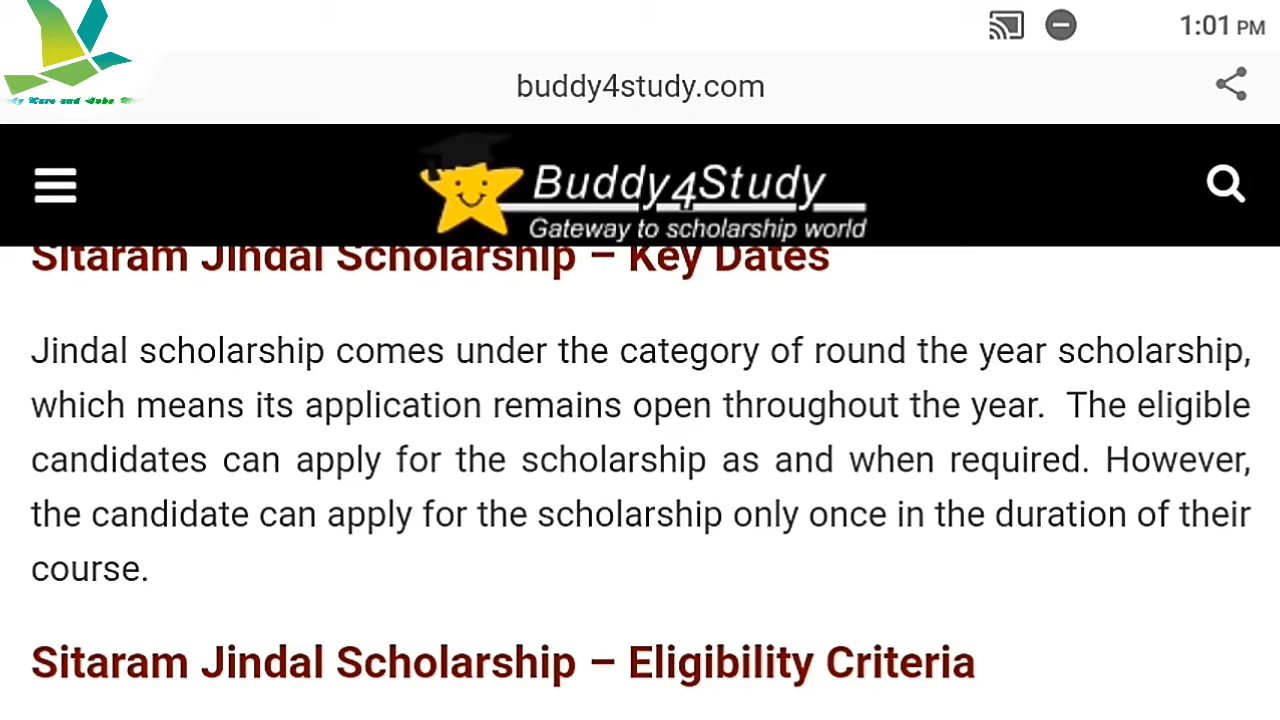 1:01 PM
buddy4study.com
Buddy4Study
Gateway to scholarship world
Sitaram Jindal Scholarship – Key Dates
Jindal scholarship comes under the category of round the year scholarship,
which means its application remains open throughout the year. The eligible
candidates can apply for the scholarship as and when required. However,
the candidate can apply for the scholarship only once in the duration of their
course.
Sitaram Jindal Scholarship – Eligibility Criteria